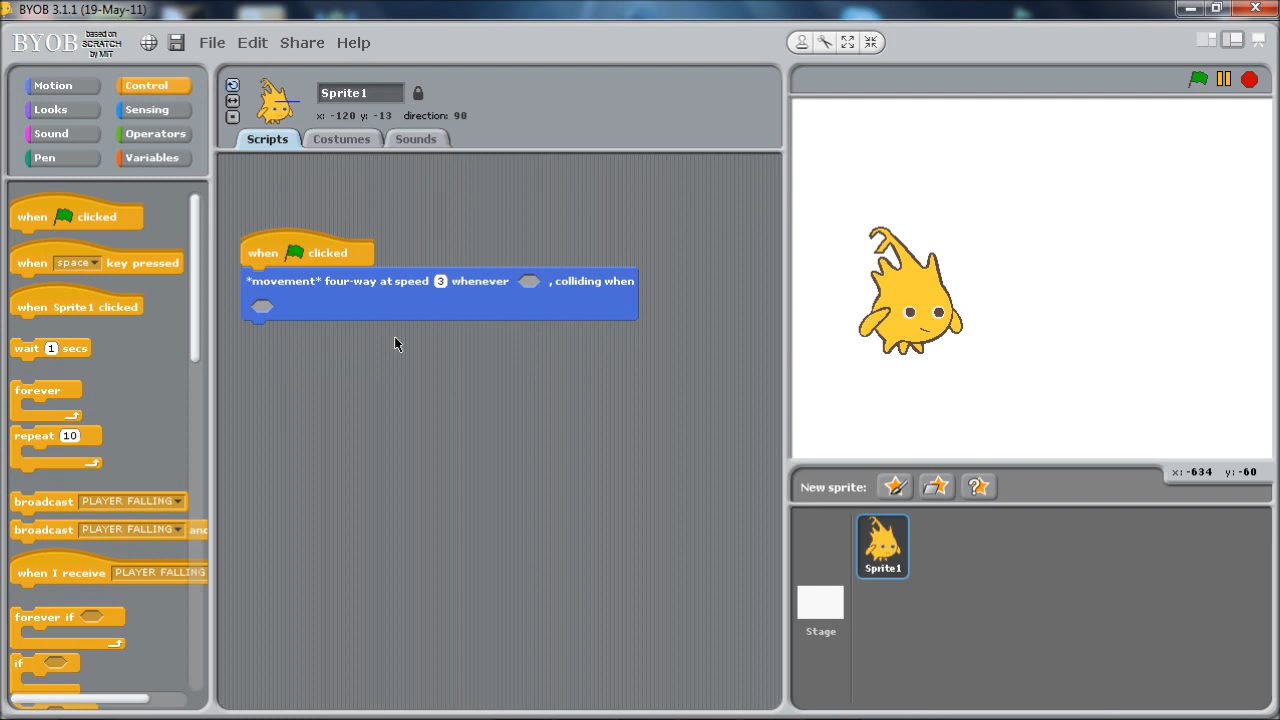 BYOB 3.1.1 (19-May-11)
BYOB based on SCRATCH by MIT File Edit Share Help
Motion Control
Looks Sensing
Sound Operators
Pen Variables
when clicked
when space key pressed
when Sprite1 clicked
wait 1 secs
forever
repeat 10
broadcast PLAYER FALLING
broadcast PLAYER FALLING and
when I receive PLAYER FALLING
forever if
if
Sprite1
x: -120 y: -13 direction: 90
Scripts Costumes Sounds
when clicked
*movement* four-way at speed 3 whenever , colliding when
x: -634 y: -60
New sprite:
Sprite1
Stage